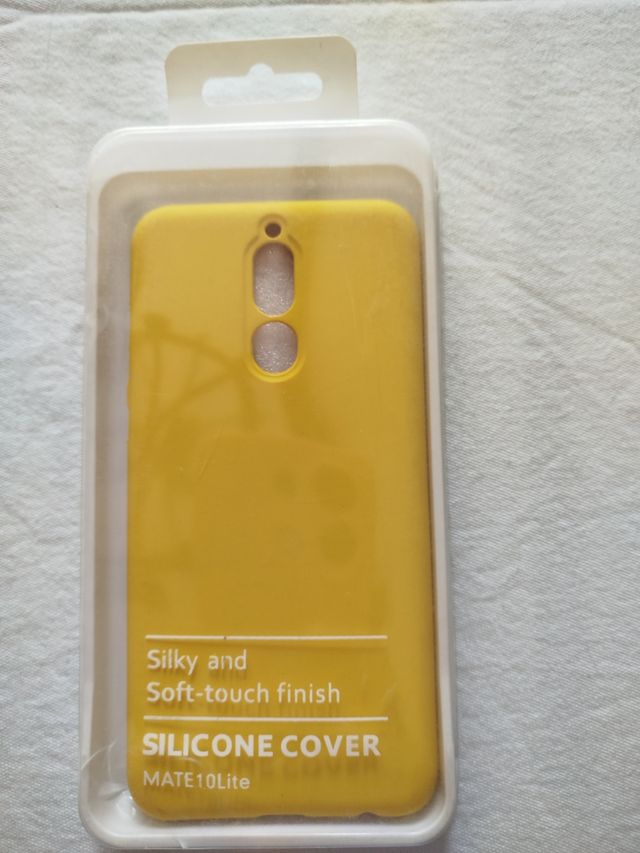 Silky and
Soft-touch finish
SILICONE COVER
MATE10Lite